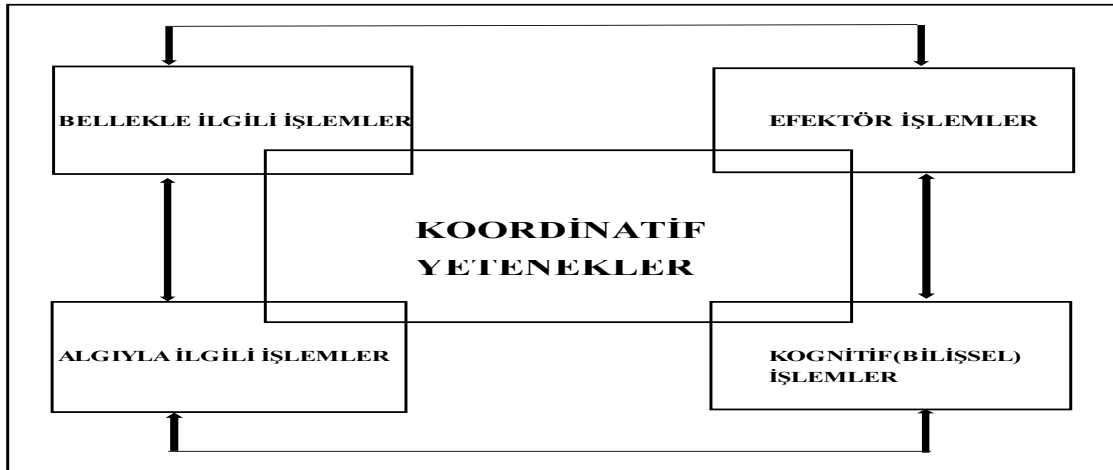 BELLEKLE İLGİLİ İŞLEMLER
EFEKTÖR İŞLEMLER
KOORDİNATİF
YETENEKLER
ALGIYLA İLGİLİ İŞLEMLER
KOGNİTİF(BİLİŞSEL)
İŞLEMLER